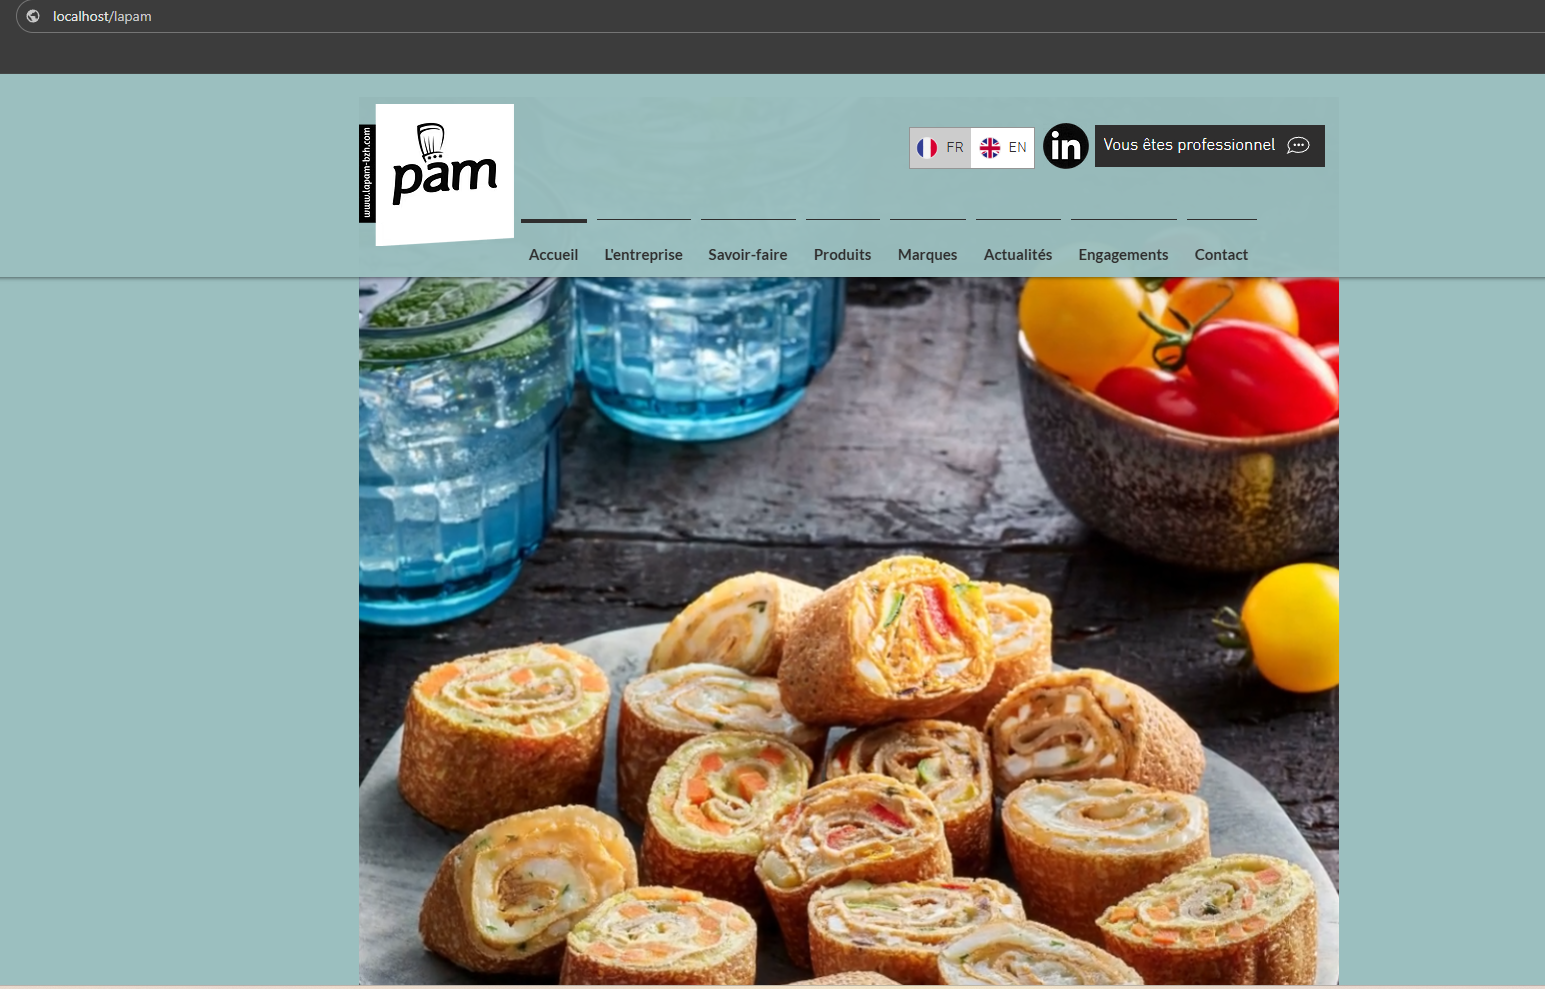 localhost/lapam
www.lapam-bzh.com
pam
FR
EN
in
Vous êtes professionnel
Accueil
L'entreprise
Savoir-faire
Produits
Marques
Actualités
Engagements
Contact